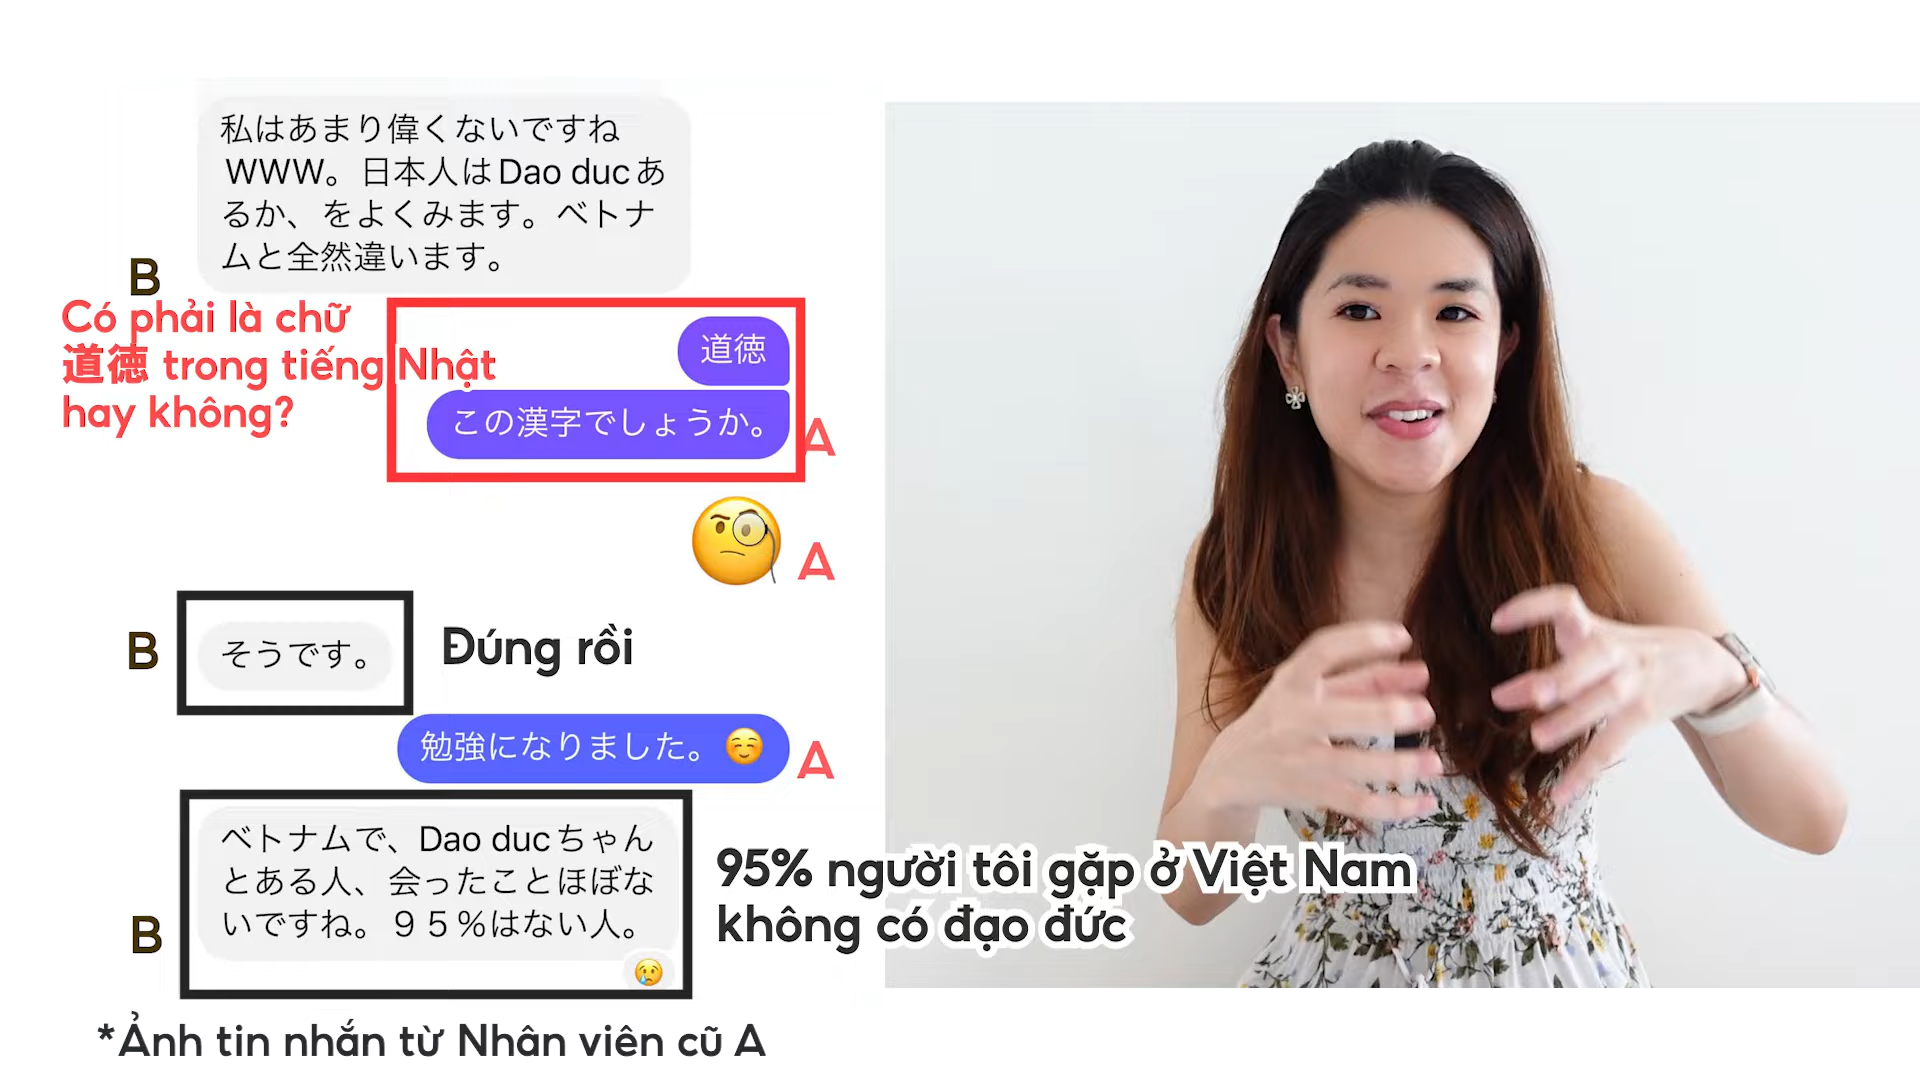 私はあまり偉くないですね
WWW。日本人はDao ducあ
るか、をよくみます。ベトナ
ムと全然違います。
B
Có phải là chữ
道徳 trong tiếng Nhật
hay không?
道徳
この漢字でしょうか。
A
A
B
そうです。
Đúng rồi
勉強になりました。☺️
A
ベトナムで、Dao ducちゃん
とある人、会ったことほぼな
いですね。９５%はない人。
B
95% người tôi gặp ở Việt Nam
không có đạo đức
*Ảnh tin nhắn từ Nhân viên cũ A